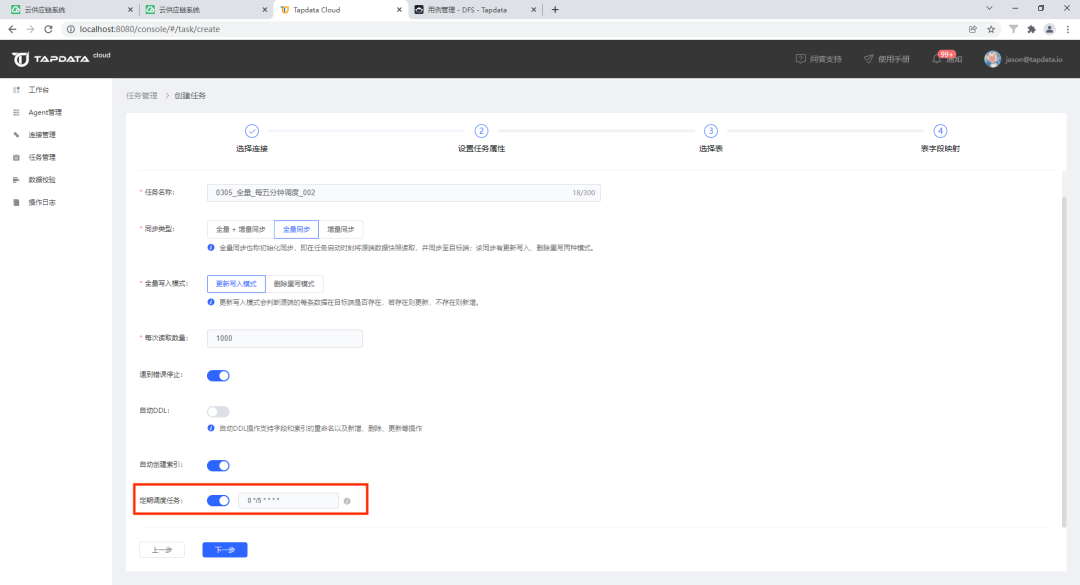 云供应链系统
云供应链系统
Tapdata Cloud
用例管理 - DFS - Tapdata
localhost:8080/console/#/task/create
TAPDATA cloud
问答支持
使用手册
99+
通知
jason@tapdata.io
工作台
Agent管理
连接管理
任务管理
数据校验
操作日志
任务管理 > 创建任务
选择连接
2
设置任务属性
3
选择表
4
表字段映射
* 任务名称:
0305_全量_每五分钟调度_002
18/300
* 同步类型:
全量 + 增量同步 全量同步 增量同步
全量同步也称初始化同步，即在任务启动时刻将源端数据快照读取，并同步至目标端；该同步有更新写入、删除重写两种模式。
* 全量写入模式:
更新写入模式 删除重写模式
更新写入模式会判断源端的每条数据在目标端是否存在，若存在则更新，不存在则新增。
* 每次读取数量:
1000
遇到错误停止:
自动DDL:
自动DDL操作支持字段和索引的重命名以及新增、删除、更新等操作
自动创建索引:
定期调度任务:
0 */5 * * * *
上一步
下一步